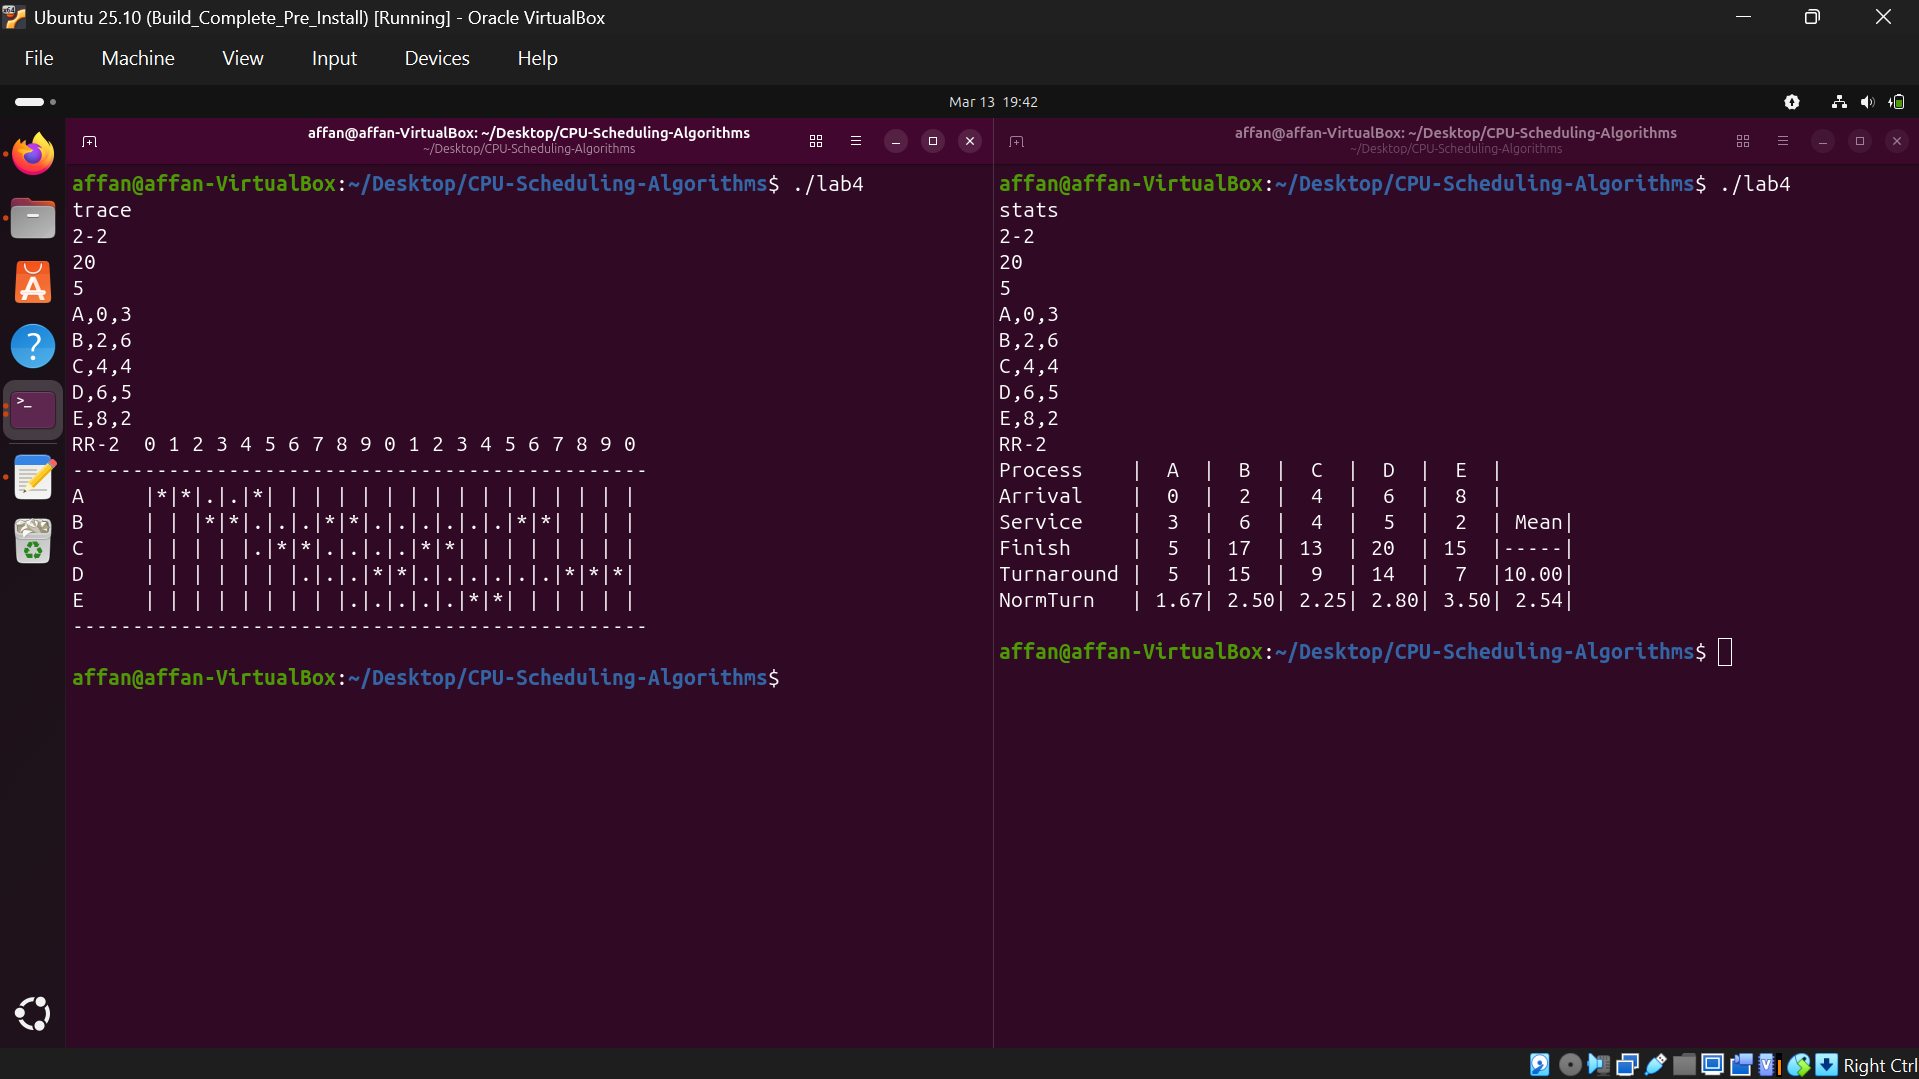 Ubuntu 25.10 (Build_Complete_Pre_Install) [Running] - Oracle VirtualBox
File Machine View Input Devices Help
Mar 13 19:42
affan@affan-VirtualBox: ~/Desktop/CPU-Scheduling-Algorithms
~/Desktop/CPU-Scheduling-Algorithms
affan@affan-VirtualBox:~/Desktop/CPU-Scheduling-Algorithms$ ./lab4
trace
2-2
20
5
A,0,3
B,2,6
C,4,4
D,6,5
E,8,2
RR-2  0 1 2 3 4 5 6 7 8 9 0 1 2 3 4 5 6 7 8 9 0
------------------------------------------------
A     |*|*|.|.|*| | | | | | | | | | | | | | | |
B     | | |*|*|.|.|.|*|*|.|.|.|.|.|.|*|*| | | |
C     | | | | |.|*|*|.|.|.|.|*|*| | | | | | | |
D     | | | | | | |.|.|.|*|*|.|.|.|.|.|.|*|*|*|
E     | | | | | | | | |.|.|.|.|.|*|*| | | | | |
------------------------------------------------
affan@affan-VirtualBox:~/Desktop/CPU-Scheduling-Algorithms$
affan@affan-VirtualBox: ~/Desktop/CPU-Scheduling-Algorithms
~/Desktop/CPU-Scheduling-Algorithms
affan@affan-VirtualBox:~/Desktop/CPU-Scheduling-Algorithms$ ./lab4
stats
2-2
20
5
A,0,3
B,2,6
C,4,4
D,6,5
E,8,2
RR-2
Process    |  A  |  B  |  C  |  D  |  E  |
Arrival    |  0  |  2  |  4  |  6  |  8  |
Service    |  3  |  6  |  4  |  5  |  2  | Mean|
Finish     |  5  | 17  | 13  | 20  | 15  |-----|
Turnaround |  5  | 15  |  9  | 14  |  7  |10.00|
NormTurn   | 1.67| 2.50| 2.25| 2.80| 3.50| 2.54|
affan@affan-VirtualBox:~/Desktop/CPU-Scheduling-Algorithms$
Right Ctrl